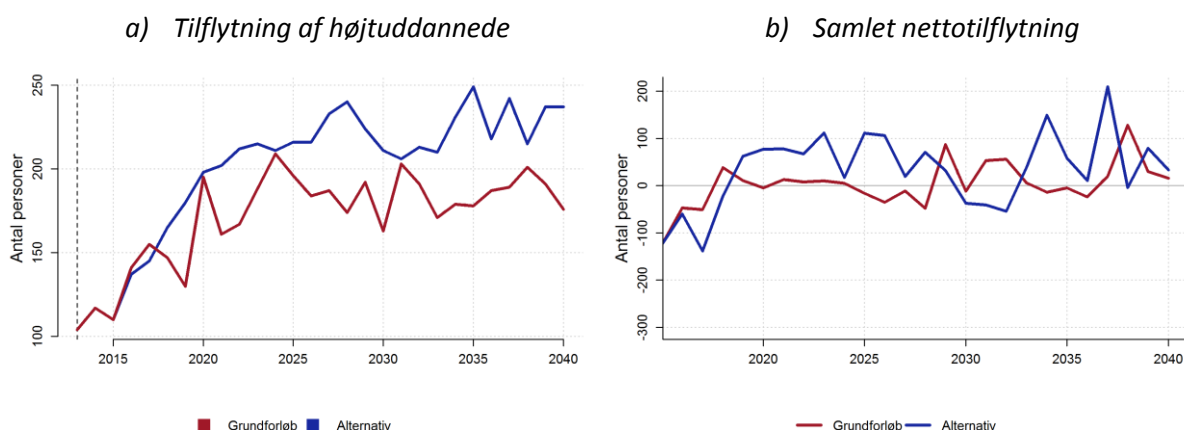 a) Tilflytning af højtuddannede
b) Samlet nettotilflytning
Antal personer
250
200
150
100
2015
2020
2025
2030
2035
2040
Grundforløb
Alternativ
Antal personer
200
100
0
-100
-200
-300
2020
2025
2030
2035
2040
Grundforløb
Alternativ